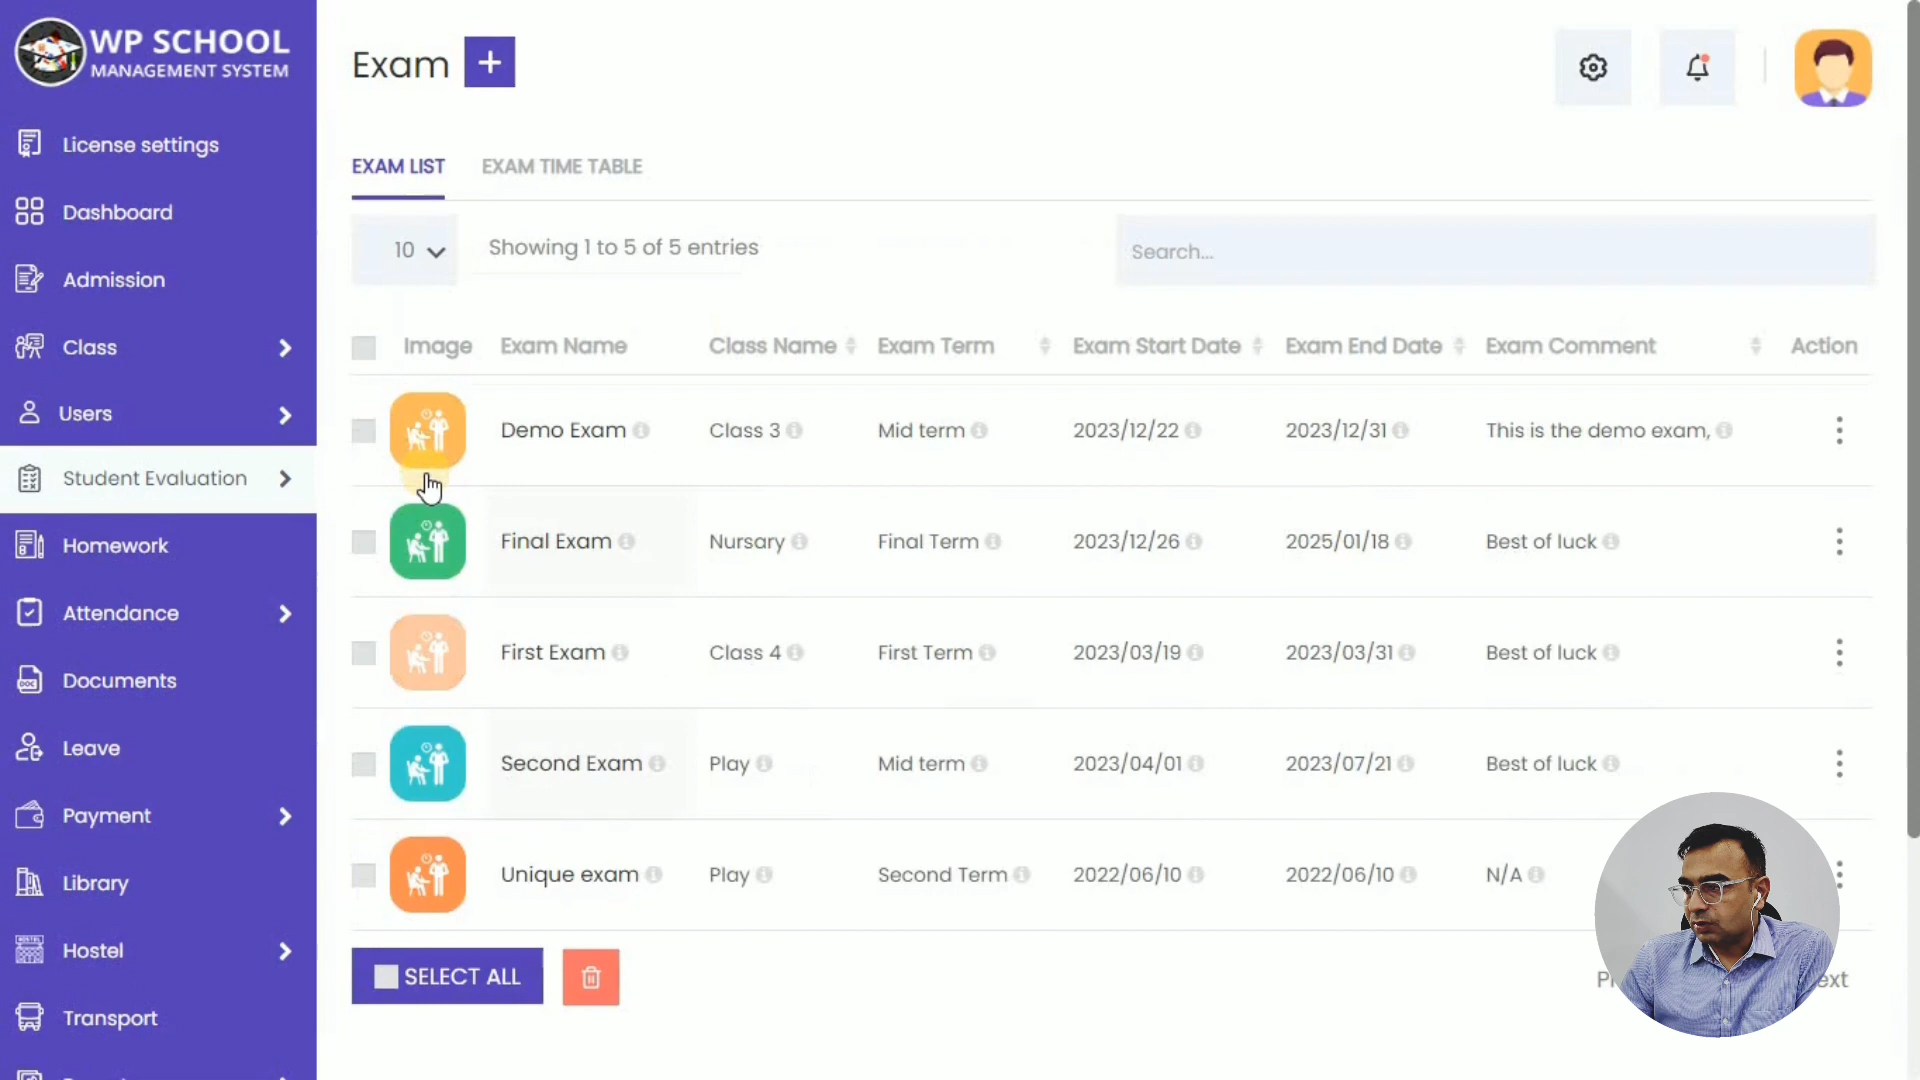 WP SCHOOL
MANAGEMENT SYSTEM
License settings
Dashboard
Admission
Class
Users
Student Evaluation
Homework
Attendance
Documents
Leave
Payment
Library
Hostel
Transport
Exam +
EXAM LIST EXAM TIME TABLE
10 Showing 1 to 5 of 5 entries Search...
Image Exam Name Class Name Exam Term Exam Start Date Exam End Date Exam Comment Action
Demo Exam Class 3 Mid term 2023/12/22 2023/12/31 This is the demo exam,
Final Exam Nursary Final Term 2023/12/26 2025/01/18 Best of luck
First Exam Class 4 First Term 2023/03/19 2023/03/31 Best of luck
Second Exam Play Mid term 2023/04/01 2023/07/21 Best of luck
Unique exam Play Second Term 2022/06/10 2022/06/10 N/A
SELECT ALL